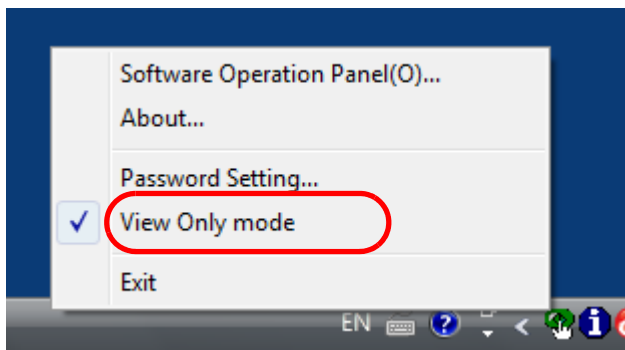 Software Operation Panel(O)...
About...
Password Setting...
View Only mode
Exit
EN